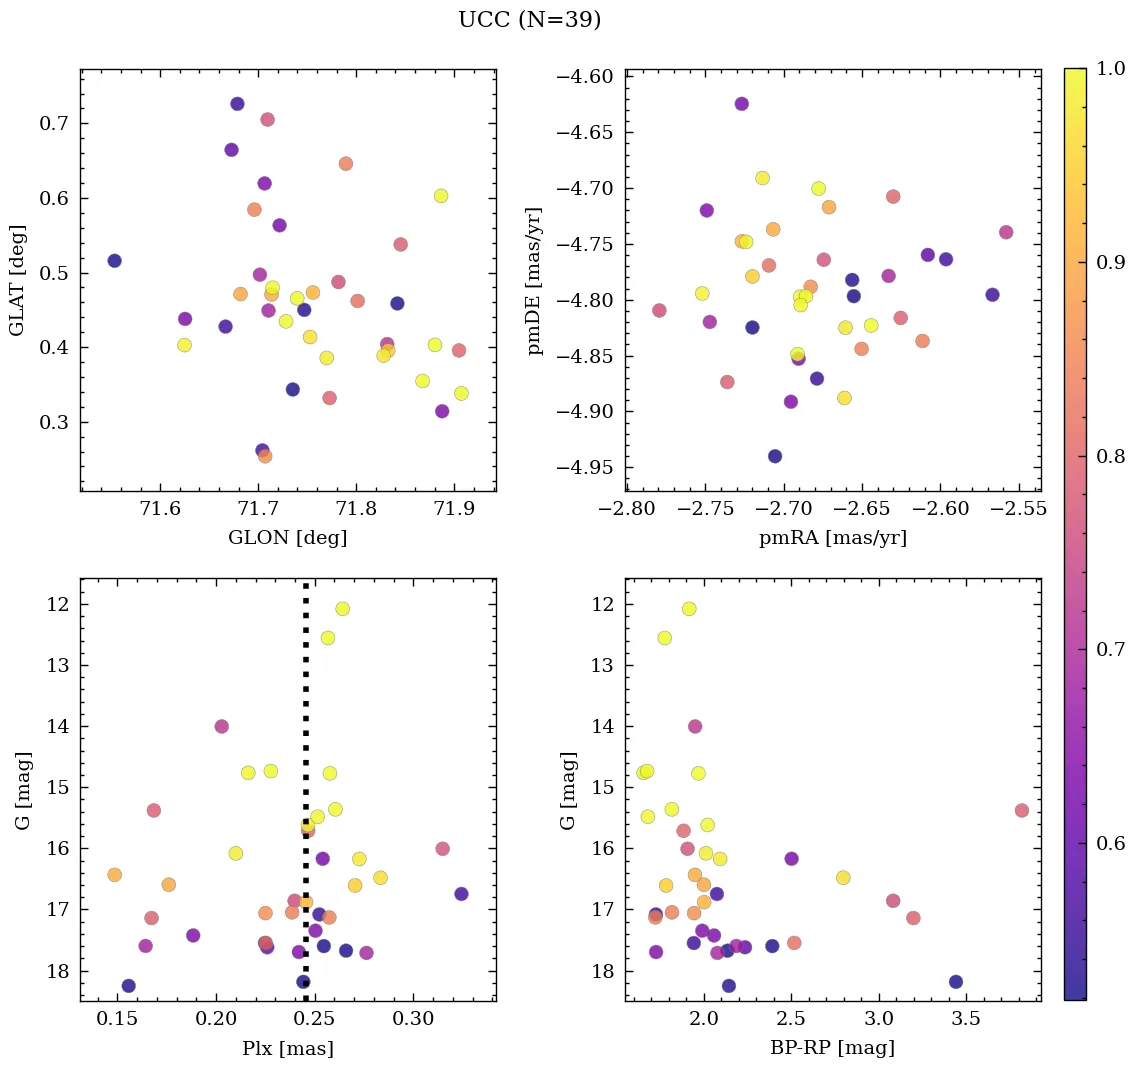 UCC (N=39)
GLAT [deg]
0.7
0.6
0.5
0.4
0.3
71.6 71.7 71.8 71.9
GLON [deg]
pmDE [mas/yr]
−4.60
−4.65
−4.70
−4.75
−4.80
−4.85
−4.90
−4.95
−2.80 −2.75 −2.70 −2.65 −2.60 −2.55
pmRA [mas/yr]
1.0
0.9
0.8
0.7
0.6
G [mag]
12
13
14
15
16
17
18
0.15 0.20 0.25 0.30
Plx [mas]
G [mag]
12
13
14
15
16
17
18
2.0 2.5 3.0 3.5
BP-RP [mag]